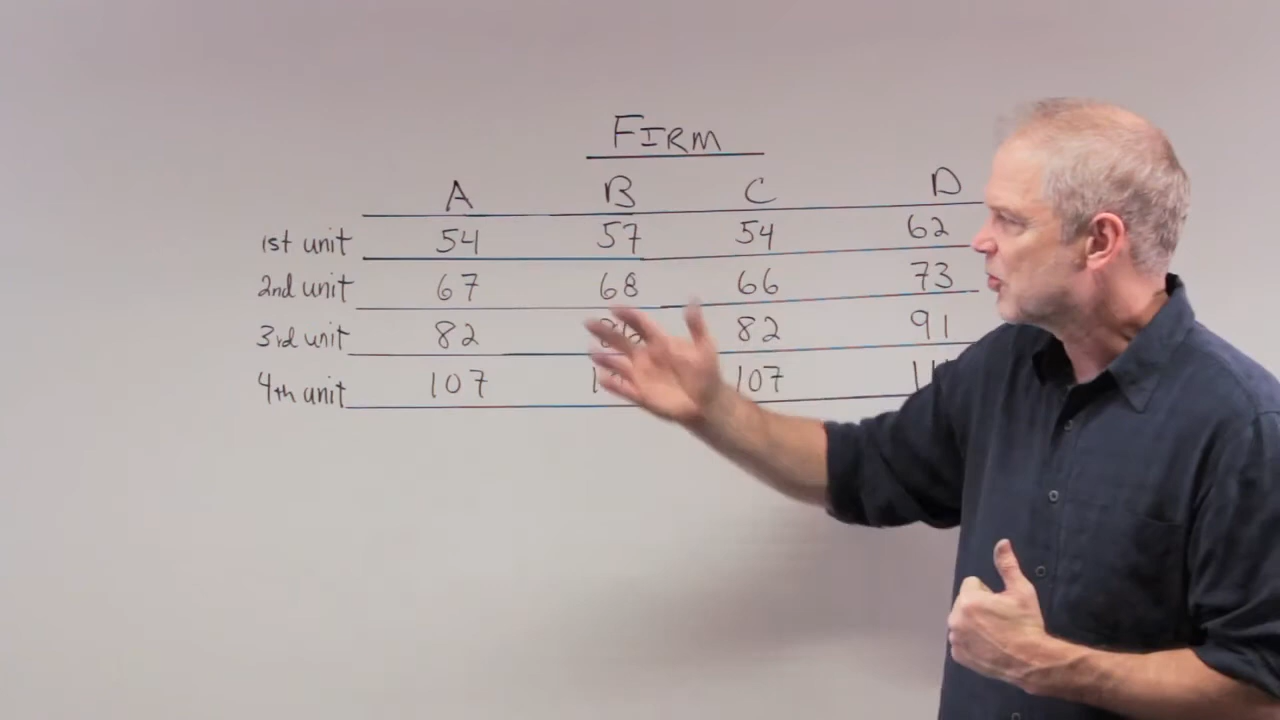 FIRM
A B C D
1st unit 54 57 54 62
2nd unit 67 68 66 73
3rd unit 82 82 91
4th unit 107 107